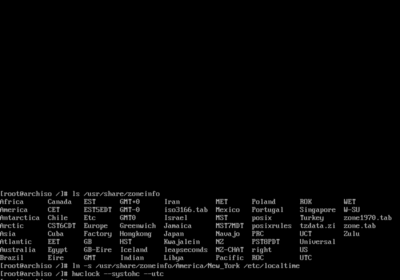 [root@archiso /]# ls /usr/share/zoneinfo
Africa Canada EST GMT+0 Iran MET Poland ROK WET
America CET EST5EDT GMT-0 iso3166.tab Mexico Portugal Singapore W-SU
Antarctica Chile Etc GMT0 Israel MST posix Turkey zone1970.tab
Arctic CST6CDT Europe Greenwich Jamaica MST7MDT posixrules tzdata.zi zone.tab
Asia Cuba Factory Hongkong Japan Navajo PRC UCT Zulu
Atlantic EET GB HST Kwajalein NZ PST8PDT Universal
Australia Egypt GB-Eire Iceland leapseconds NZ-CHAT right US
Brazil Eire GMT Indian Libya Pacific ROC UTC
[root@archiso /]# ln -s /usr/share/zoneinfo/America/New_York /etc/localtime
[root@archiso /]# hwclock --systohc --utc